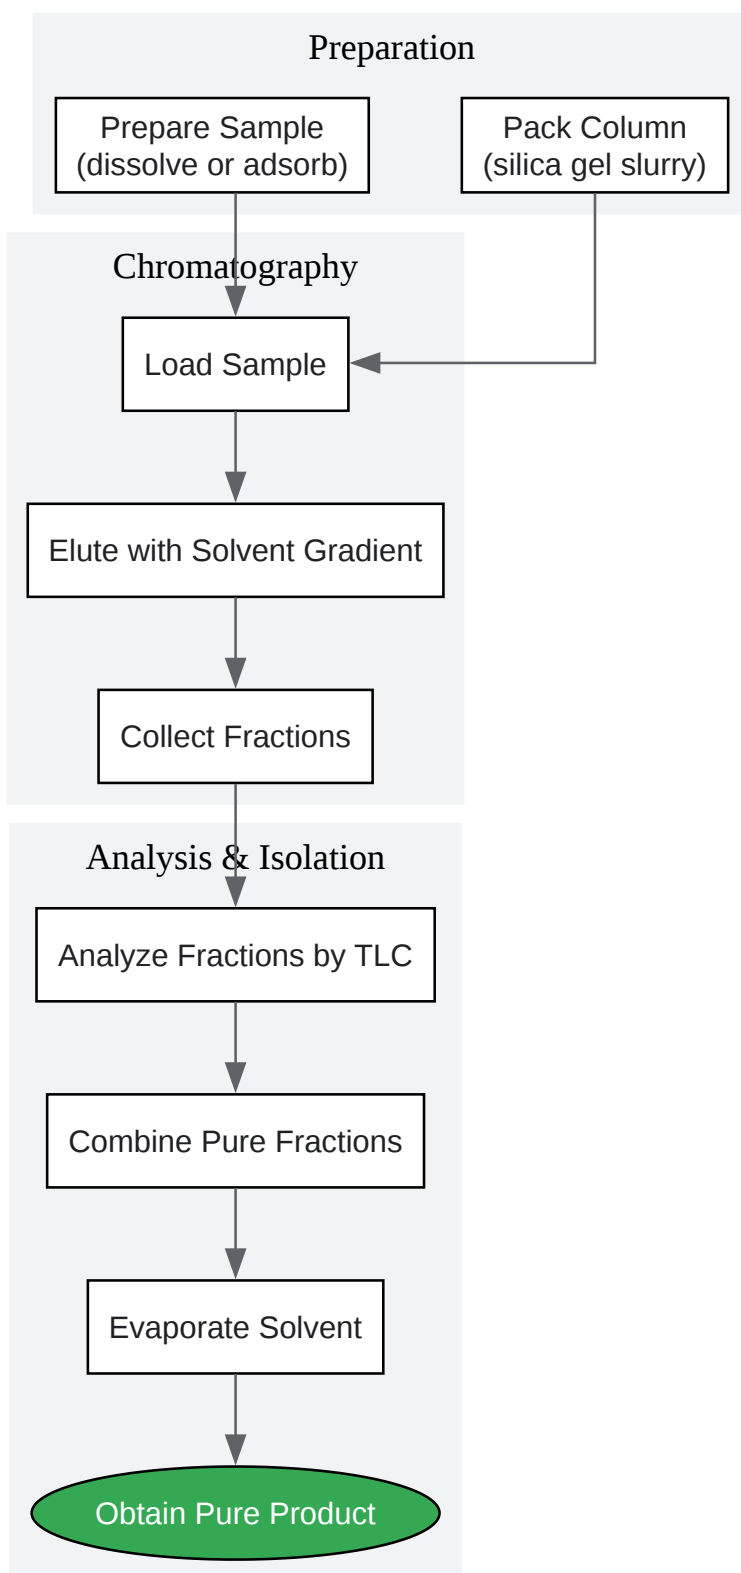 Preparation
Prepare Sample
(dissolve or adsorb)
Pack Column
(silica gel slurry)
Chromatography
Load Sample
Elute with Solvent Gradient
Collect Fractions
Analysis & Isolation
Analyze Fractions by TLC
Combine Pure Fractions
Evaporate Solvent
Obtain Pure Product